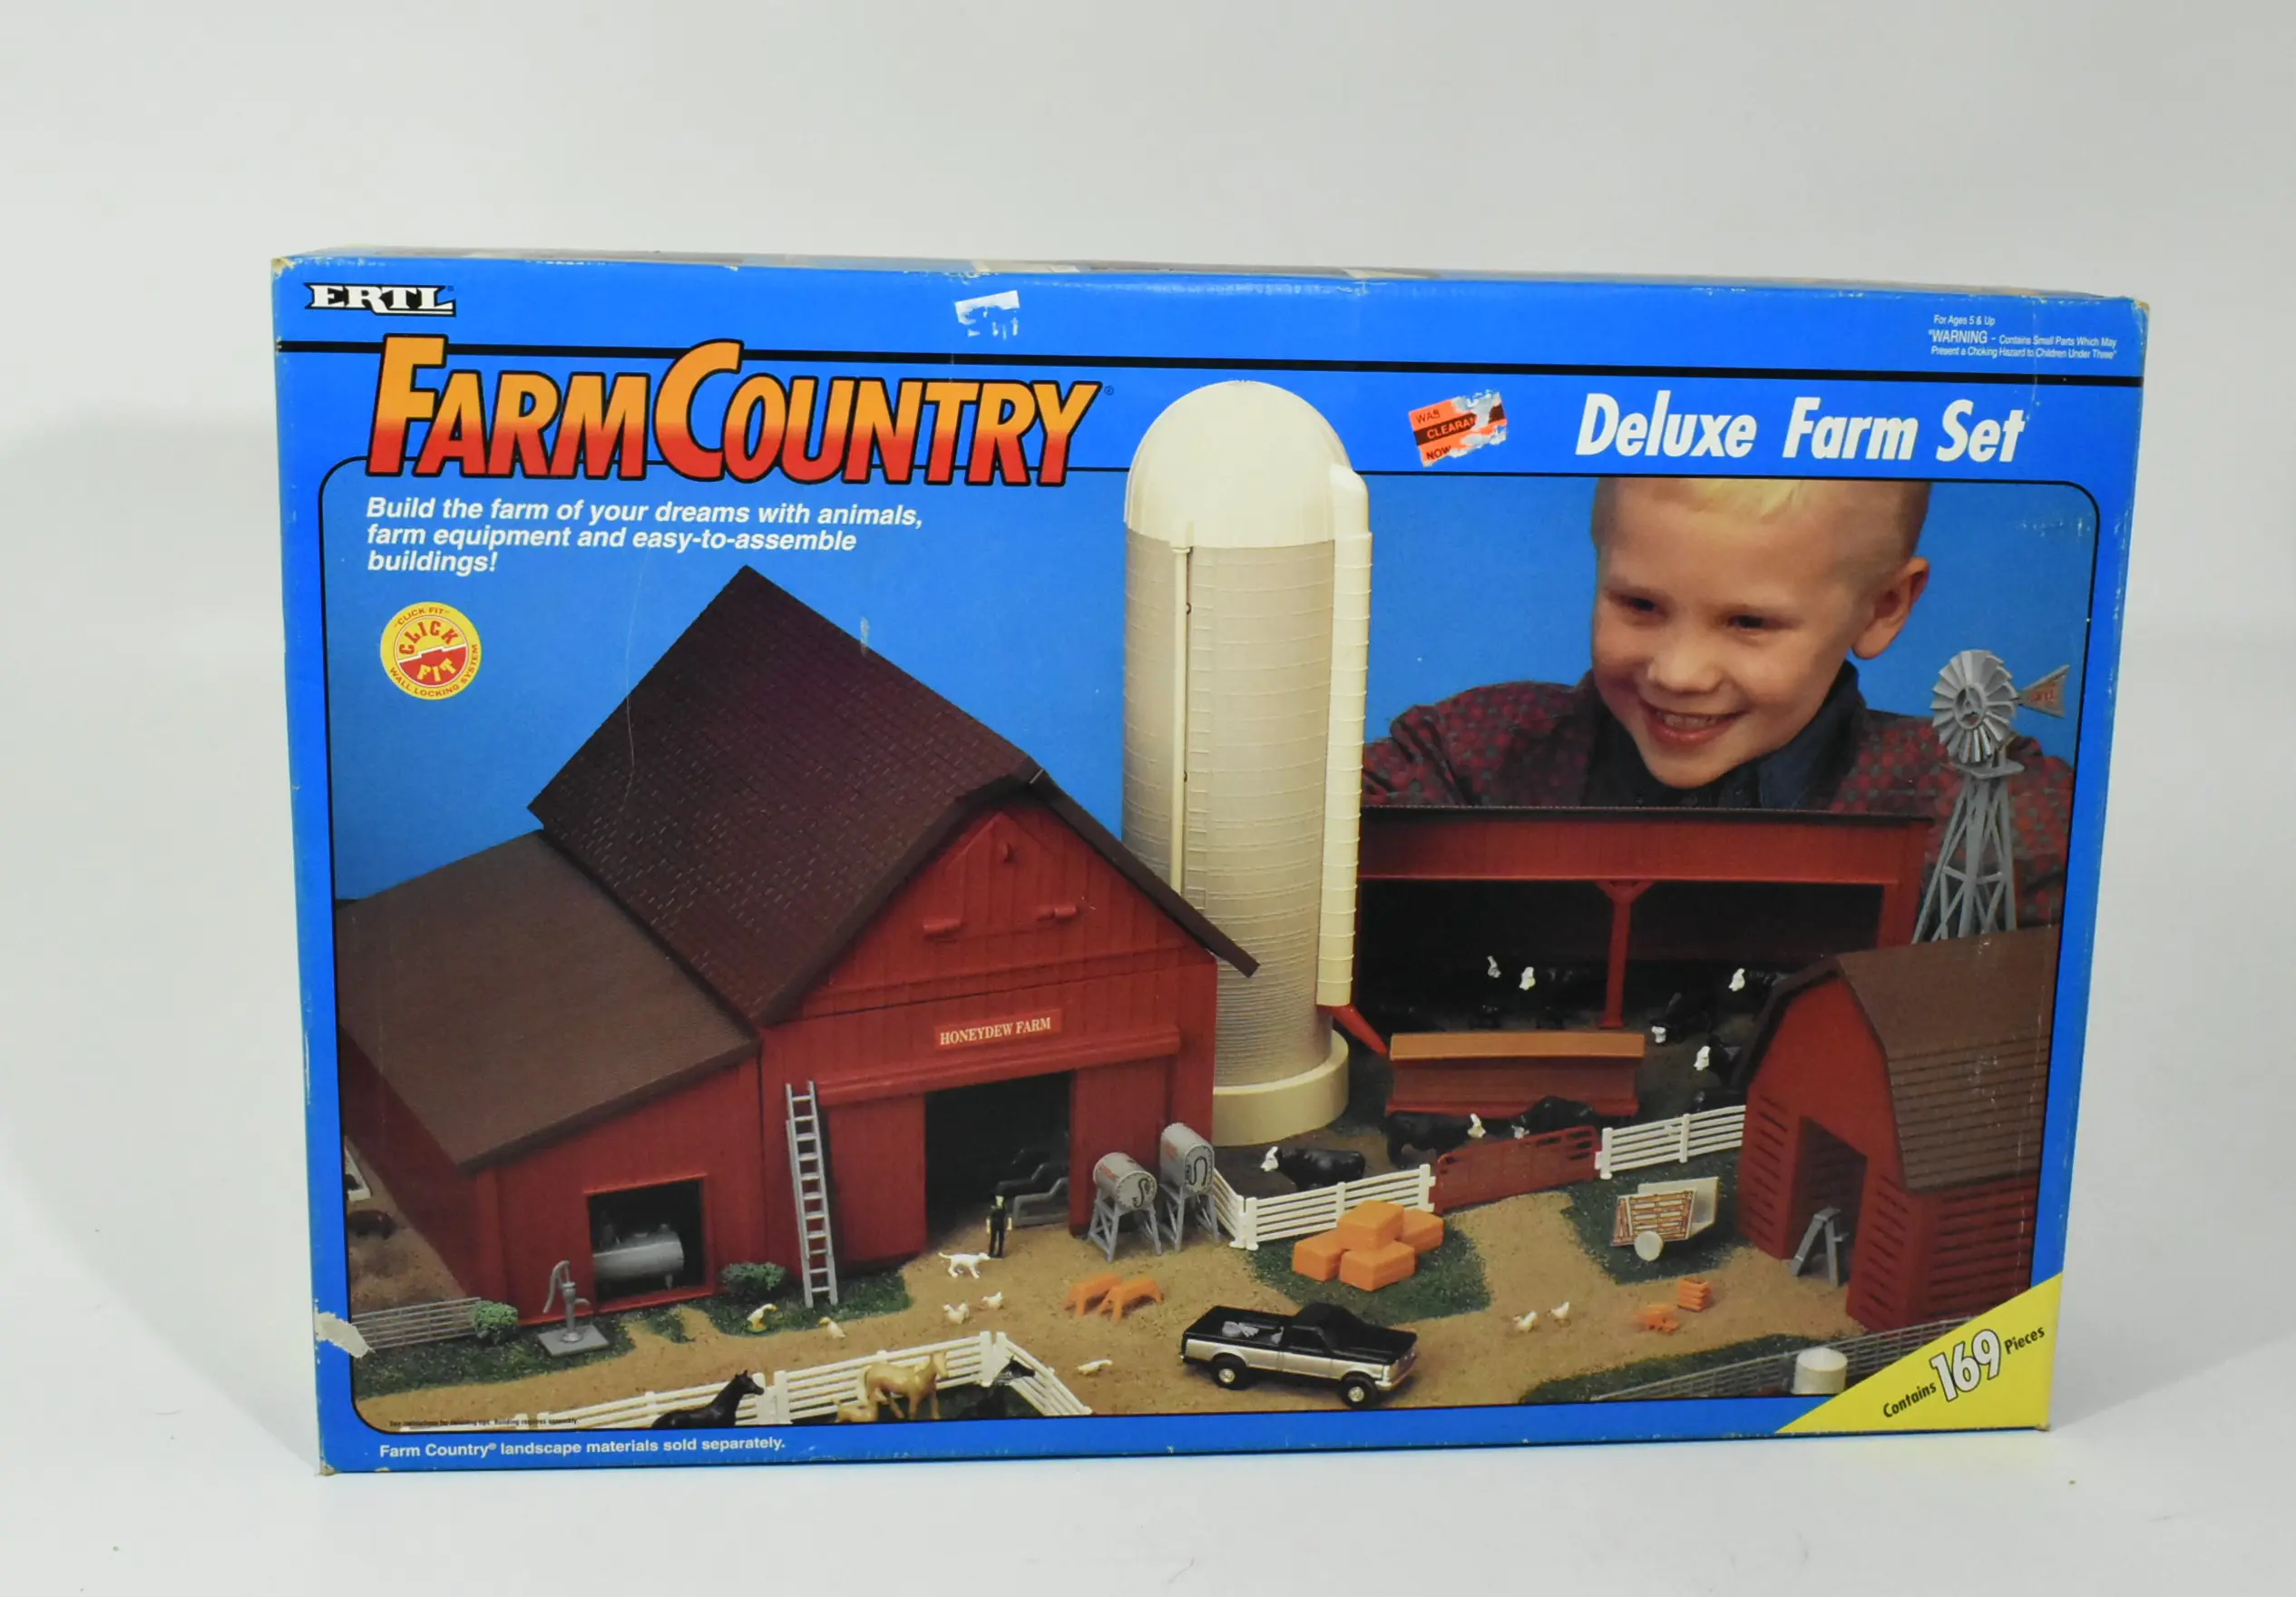 ERTL
For Ages 5 & Up
"WARNING - Contains Small Parts Which May
Present a Choking Hazard to Children Under Three"
FARM COUNTRY®
WAS
NOW
Deluxe Farm Set
Build the farm of your dreams with animals,
farm equipment and easy-to-assemble
buildings!
"CLICK FIT"
CLICK
FIT
WALL LOCKING SYSTEM
HONEYDEW FARM
Contains 169 Pieces
Farm Country® landscape materials sold separately.